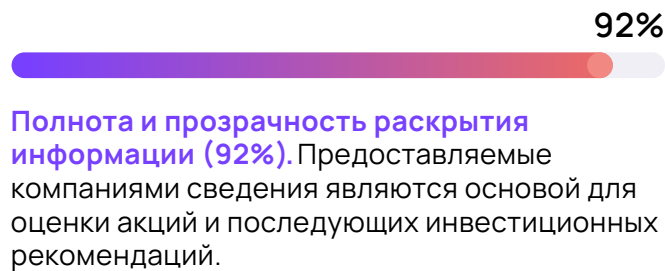 92%
Полнота и прозрачность раскрытия
информации (92%). Предоставляемые
компаниями сведения являются основой для
оценки акций и последующих инвестиционных
рекомендаций.